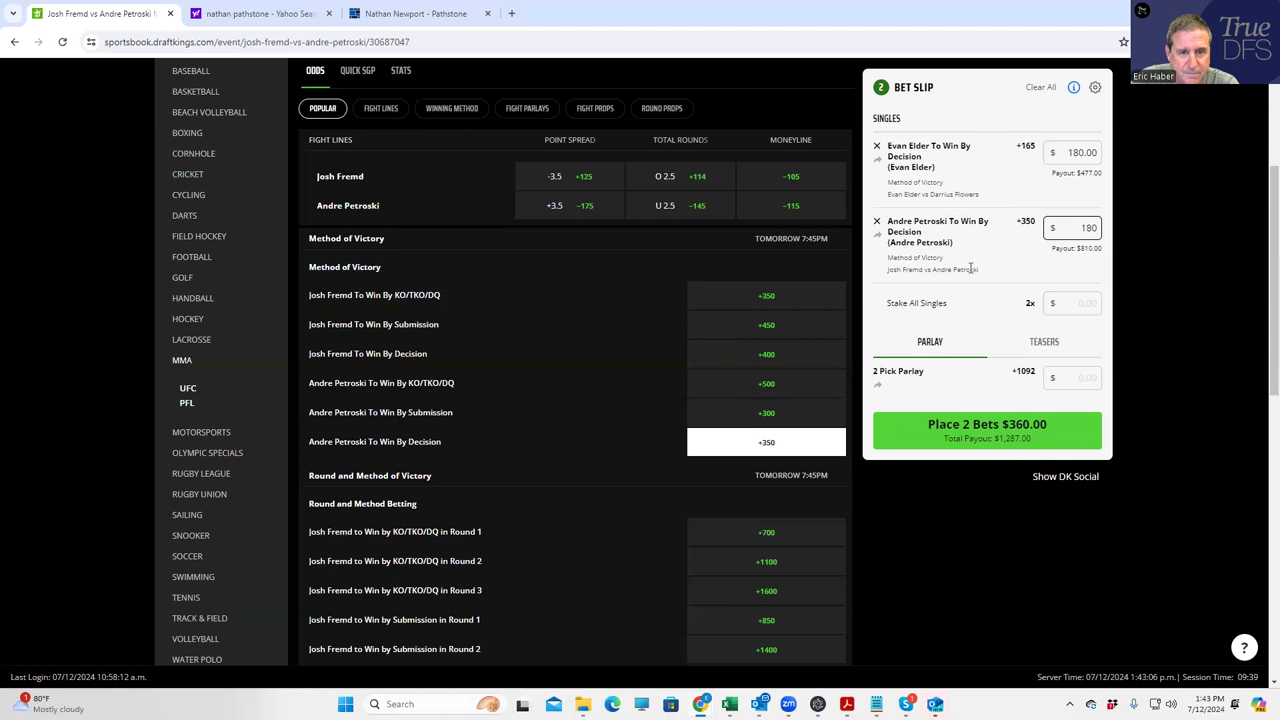 Josh Fremd vs Andre Petroski M
nathan pathstone - Yahoo Sear
Nathan Newport - Pathstone
sportsbook.draftkings.com/event/josh-fremd-vs-andre-petroski/30687047
True
DFS
Eric Haber
BASEBALL
BASKETBALL
BEACH VOLLEYBALL
BOXING
CORNHOLE
CRICKET
CYCLING
DARTS
FIELD HOCKEY
FOOTBALL
GOLF
HANDBALL
HOCKEY
LACROSSE
MMA
UFC
PFL
MOTORSPORTS
OLYMPIC SPECIALS
RUGBY LEAGUE
RUGBY UNION
SAILING
SNOOKER
SOCCER
SWIMMING
TENNIS
TRACK & FIELD
VOLLEYBALL
WATER POLO
ODDS QUICK SGP STATS
POPULAR FIGHT LINES WINNING METHOD FIGHT PARLAYS FIGHT PROPS ROUND PROPS
FIGHT LINES POINT SPREAD TOTAL ROUNDS MONEYLINE
Josh Fremd -3.5 +125 O 2.5 +114 −105
Andre Petroski +3.5 −175 U 2.5 −145 −115
Method of Victory TOMORROW 7:45PM
Method of Victory
Josh Fremd To Win By KO/TKO/DQ +350
Josh Fremd To Win By Submission +450
Josh Fremd To Win By Decision +400
Andre Petroski To Win By KO/TKO/DQ +500
Andre Petroski To Win By Submission +300
Andre Petroski To Win By Decision +350
Round and Method of Victory TOMORROW 7:45PM
Round and Method Betting
Josh Fremd to Win by KO/TKO/DQ in Round 1 +700
Josh Fremd to Win by KO/TKO/DQ in Round 2 +1100
Josh Fremd to Win by KO/TKO/DQ in Round 3 +1600
Josh Fremd to Win by Submission in Round 1 +850
Josh Fremd to Win by Submission in Round 2 +1400
2 BET SLIP Clear All
SINGLES
Evan Elder To Win By +165 $ 180.00
Decision
(Evan Elder) Payout: $477.00
Method of Victory
Evan Elder vs Darrius Flowers
Andre Petroski To Win By +350 $ 180
Decision
(Andre Petroski) Payout: $810.00
Method of Victory
Josh Fremd vs Andre Petroski
Stake All Singles 2x $ 0.00
PARLAY TEASERS
2 Pick Parlay +1092 $ 0.00
Place 2 Bets $360.00
Total Payout: $1,287.00
Show DK Social
?
Last Login: 07/12/2024 10:58:12 a.m. Server Time: 07/12/2024 1:43:06 p.m. | Session Time: 09:39
80°F
Mostly cloudy
Search
1:43 PM
7/12/2024